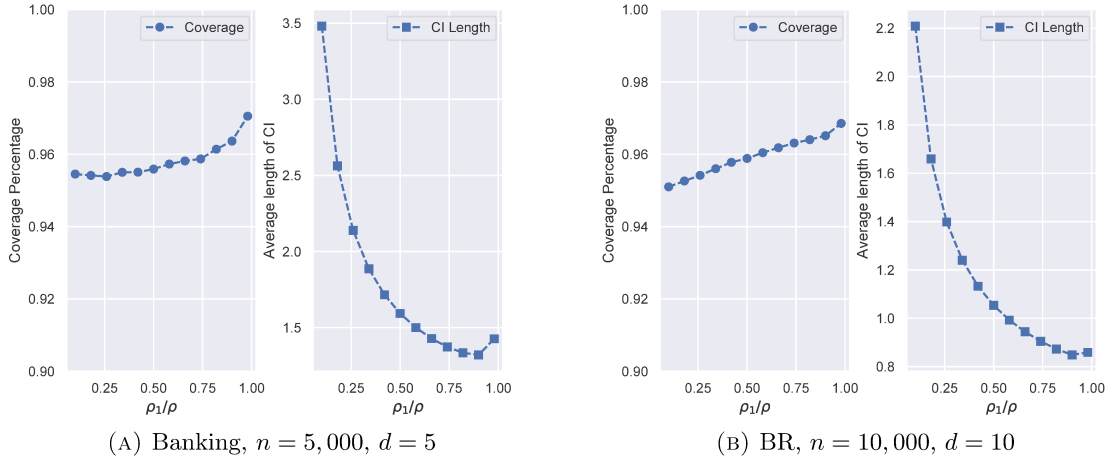 Coverage
CI Length
Coverage Percentage
1.00
0.98
0.96
0.94
0.92
0.90
0.25
0.50
0.75
1.00
ρ₁/ρ
Average length of CI
3.5
3.0
2.5
2.0
1.5
0.25
0.50
0.75
1.00
ρ₁/ρ
(A) Banking, n = 5,000, d = 5
Coverage
CI Length
Coverage Percentage
1.00
0.98
0.96
0.94
0.92
0.90
0.25
0.50
0.75
1.00
ρ₁/ρ
Average length of CI
2.2
2.0
1.8
1.6
1.4
1.2
1.0
0.8
0.25
0.50
0.75
1.00
ρ₁/ρ
(B) BR, n = 10,000, d = 10